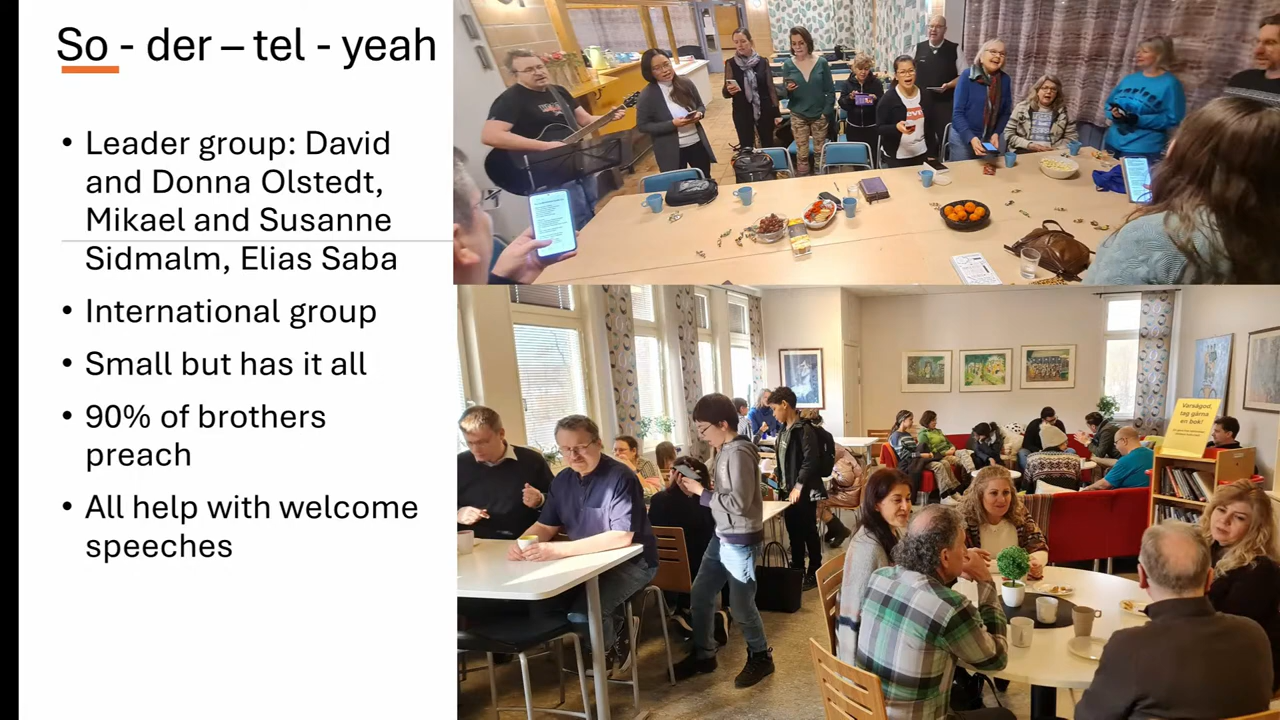 So - der – tel - yeah
• Leader group: David
and Donna Olstedt,
Mikael and Susanne
Sidmalm, Elias Saba
• International group
• Small but has it all
• 90% of brothers
preach
• All help with welcome
speeches
Varsågod,
tag gärna
en bok!